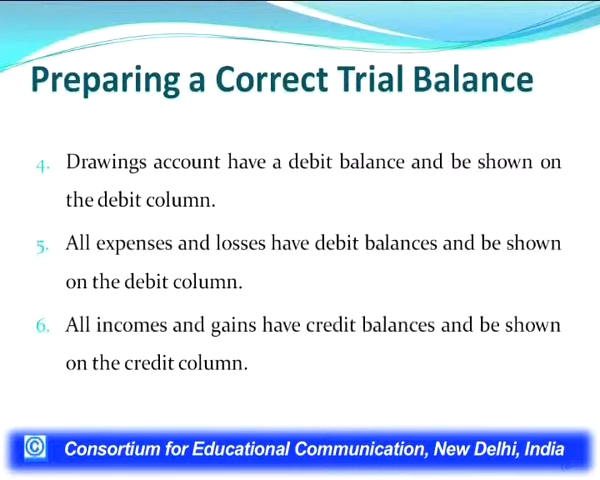 Preparing a Correct Trial Balance
4. Drawings account have a debit balance and be shown on
the debit column.
5. All expenses and losses have debit balances and be shown
on the debit column.
6. All incomes and gains have credit balances and be shown
on the credit column.
© Consortium for Educational Communication, New Delhi, India